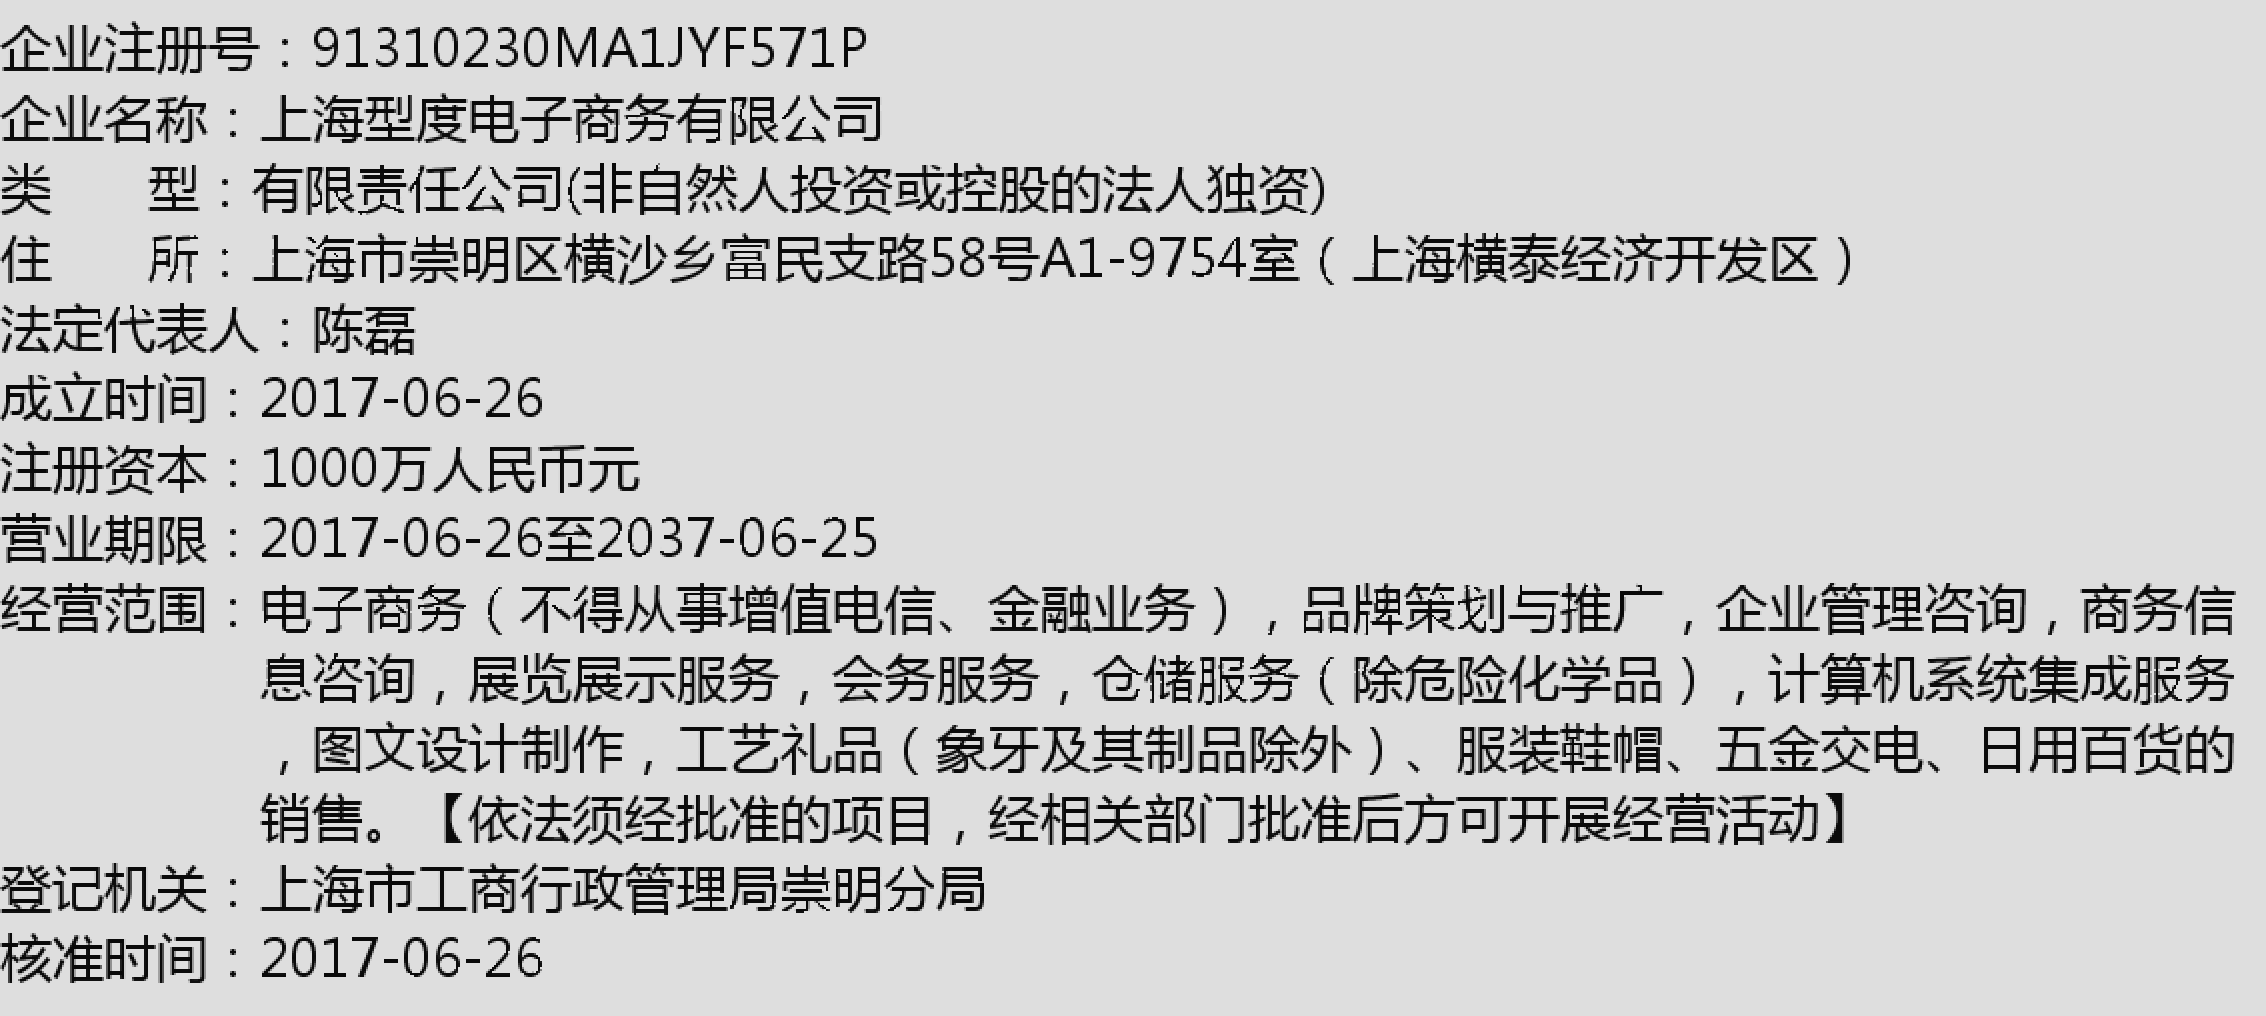 企业注册号：91310230MA1JYF571P
企业名称：上海型度电子商务有限公司
类　　型：有限责任公司(非自然人投资或控股的法人独资)
住　　所：上海市崇明区横沙乡富民支路58号A1-9754室（上海横泰经济开发区）
法定代表人：陈磊
成立时间：2017-06-26
注册资本：1000万人民币元
营业期限：2017-06-26至2037-06-25
经营范围：电子商务（不得从事增值电信、金融业务），品牌策划与推广，企业管理咨询，商务信
息咨询，展览展示服务，会务服务，仓储服务（除危险化学品），计算机系统集成服务
，图文设计制作，工艺礼品（象牙及其制品除外）、服装鞋帽、五金交电、日用百货的
销售。【依法须经批准的项目，经相关部门批准后方可开展经营活动】
登记机关：上海市工商行政管理局崇明分局
核准时间：2017-06-26